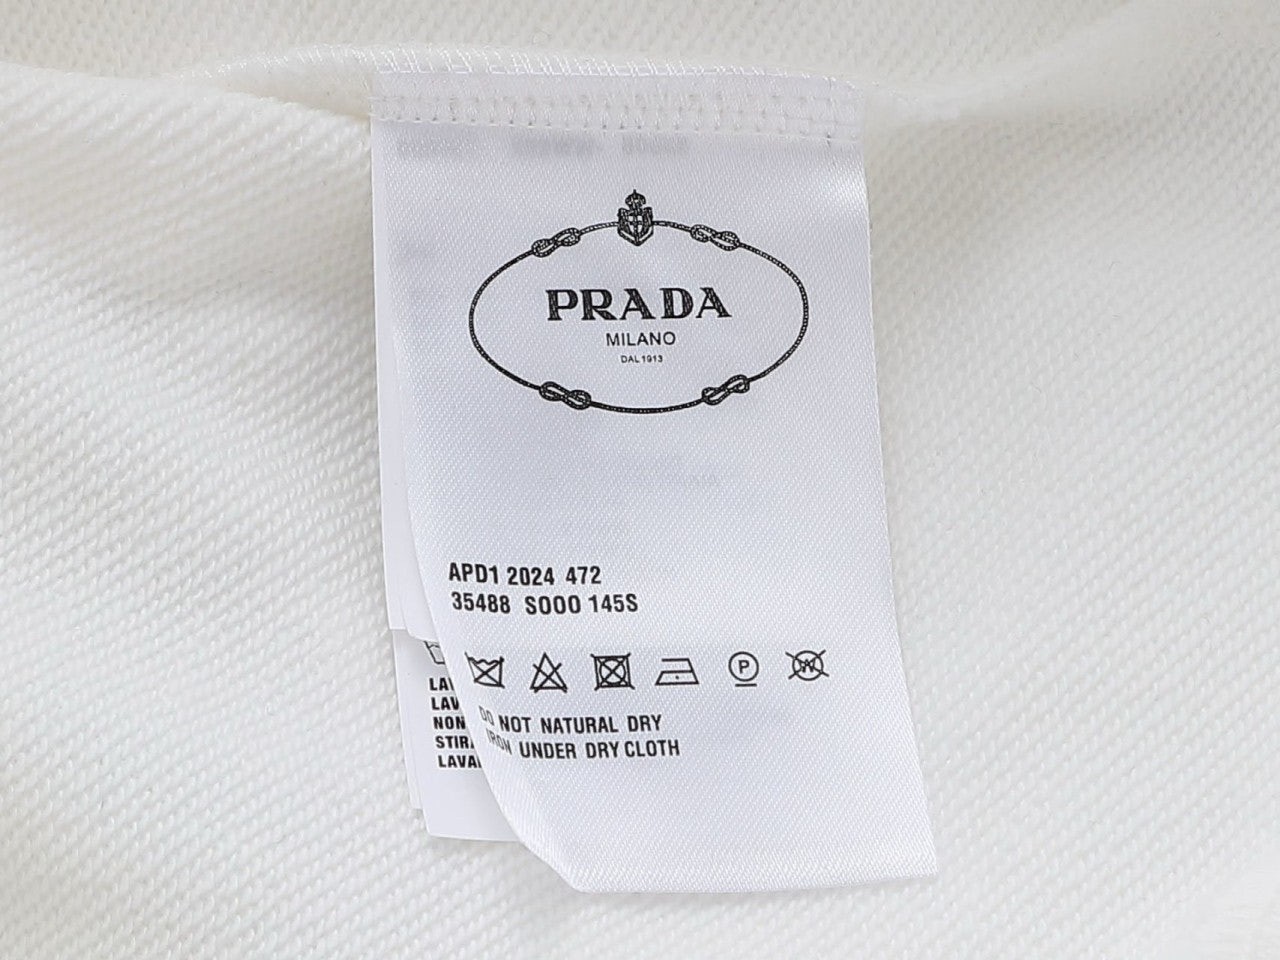 PRADA
MILANO
DAL 1913
APD1 2024 472
35488 S000 145S
P
W
DO NOT NATURAL DRY
IRON UNDER DRY CLOTH
LAV
NON
STIR
LAVA